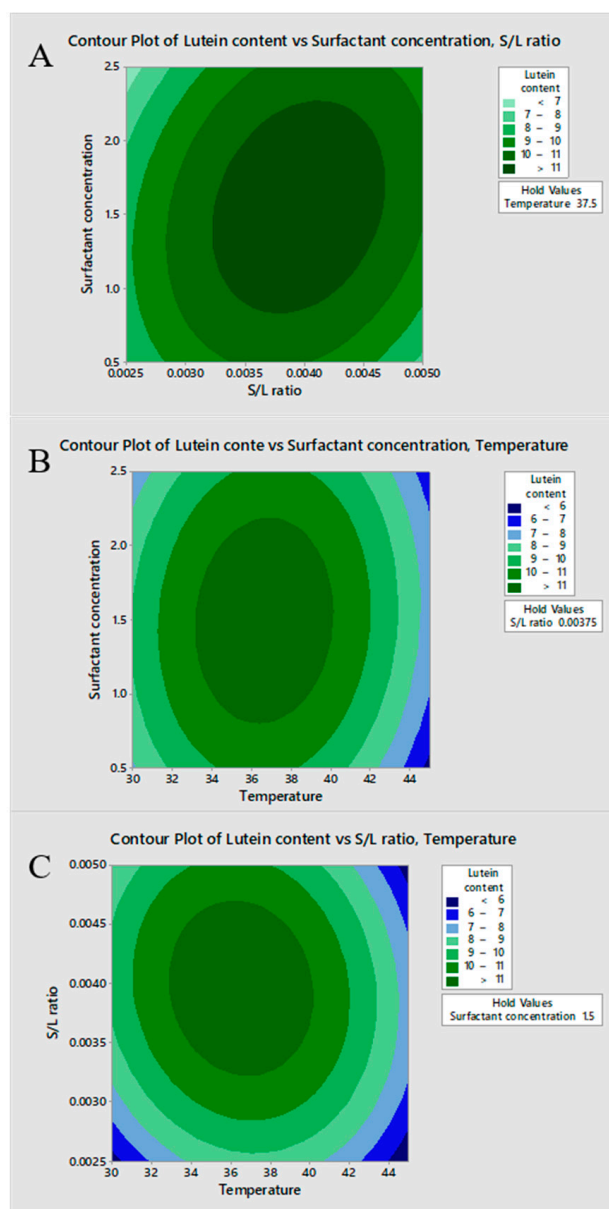 A
Contour Plot of Lutein content vs Surfactant concentration, S/L ratio
2.5
2.0
1.5
1.0
0.5
Surfactant concentration
0.0025 0.0030 0.0035 0.0040 0.0045 0.0050
S/L ratio
Lutein
content
< 7
7 – 8
8 – 9
9 – 10
10 – 11
> 11
Hold Values
Temperature 37.5
B
Contour Plot of Lutein conte vs Surfactant concentration, Temperature
2.5
2.0
1.5
1.0
0.5
Surfactant concentration
30 32 34 36 38 40 42 44
Temperature
Lutein
content
< 6
6 – 7
7 – 8
8 – 9
9 – 10
10 – 11
> 11
Hold Values
S/L ratio 0.00375
C
Contour Plot of Lutein content vs S/L ratio, Temperature
0.0050
0.0045
0.0040
0.0035
0.0030
0.0025
S/L ratio
30 32 34 36 38 40 42 44
Temperature
Lutein
content
< 6
6 – 7
7 – 8
8 – 9
9 – 10
10 – 11
> 11
Hold Values
Surfactant concentration 1.5